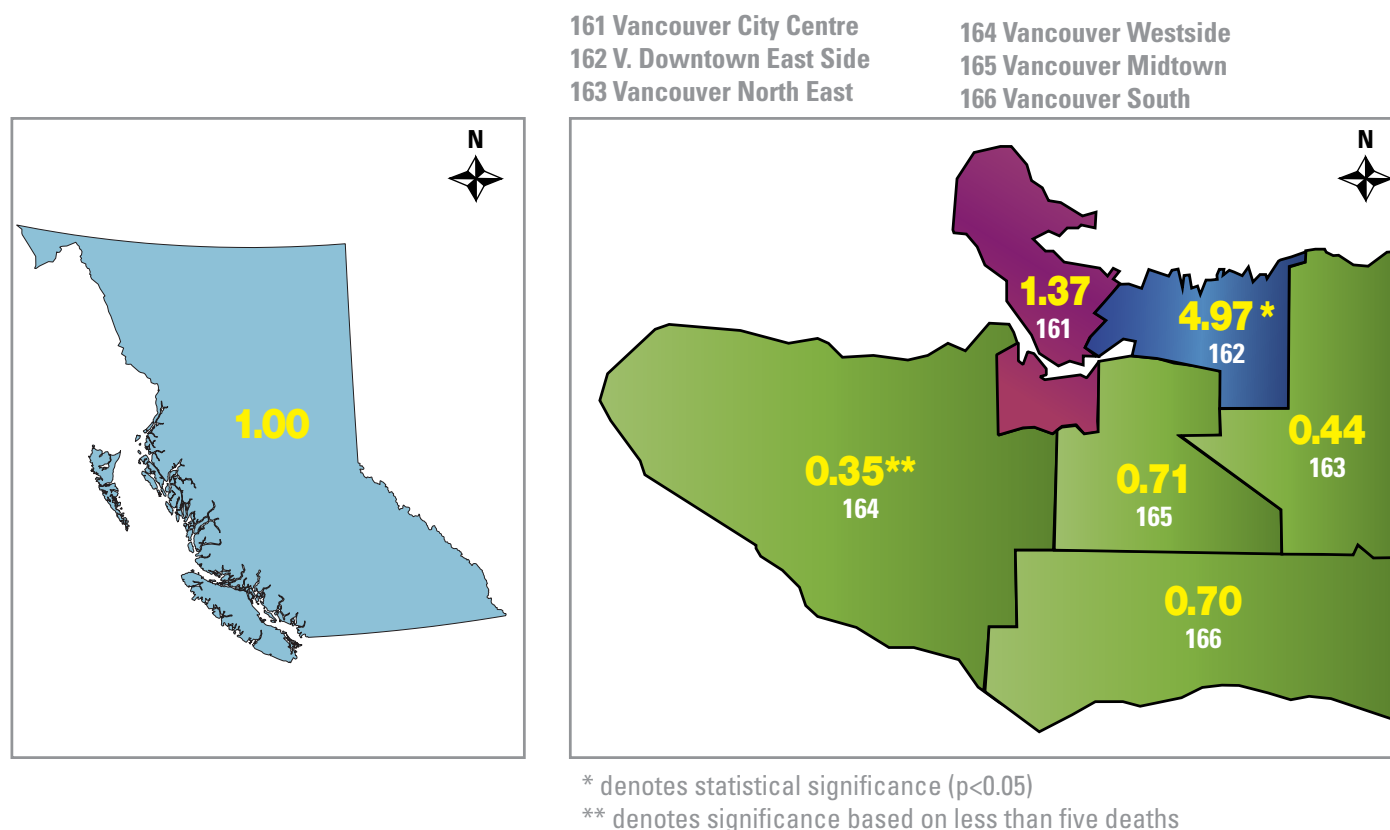 161 Vancouver City Centre
162 V. Downtown East Side
163 Vancouver North East
164 Vancouver Westside
165 Vancouver Midtown
166 Vancouver South
N
1.00
N
1.37
161
4.97 *
162
0.44
163
0.35**
164
0.71
165
0.70
166
* denotes statistical significance (p<0.05)
** denotes significance based on less than five deaths